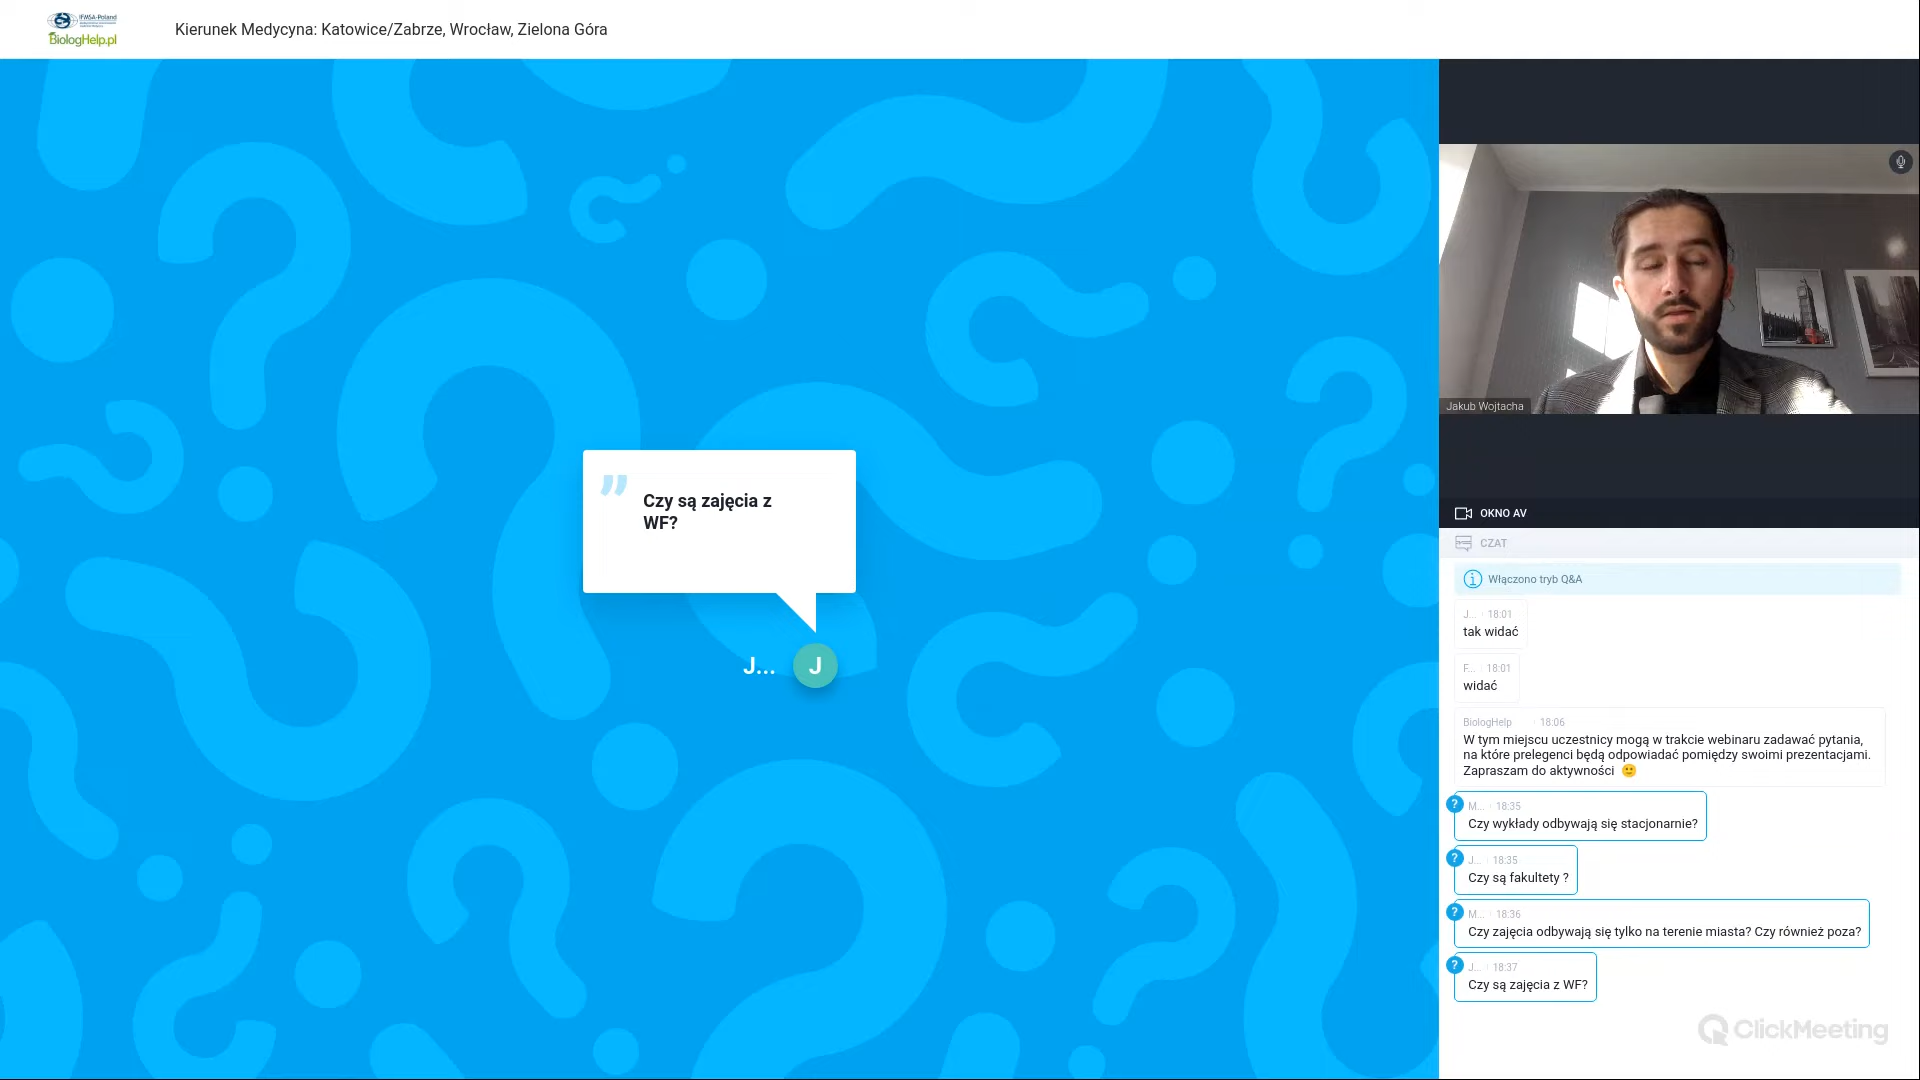 IFMSA-Poland
BiologHelp.pl
Kierunek Medycyna: Katowice/Zabrze, Wrocław, Zielona Góra
Czy są zajęcia z
WF?
J...
J
Jakub Wojtacha
OKNO AV
CZAT
Włączono tryb Q&A
J... 18:01
tak widać
F... 18:01
widać
BiologHelp 18:06
W tym miejscu uczestnicy mogą w trakcie webinaru zadawać pytania,
na które prelegenci będą odpowiadać pomiędzy swoimi prezentacjami.
Zapraszam do aktywności 🙂
? M... 18:35
Czy wykłady odbywają się stacjonarnie?
? J... 18:35
Czy są fakultety ?
? M... 18:36
Czy zajęcia odbywają się tylko na terenie miasta? Czy również poza?
? J... 18:37
Czy są zajęcia z WF?
ClickMeeting